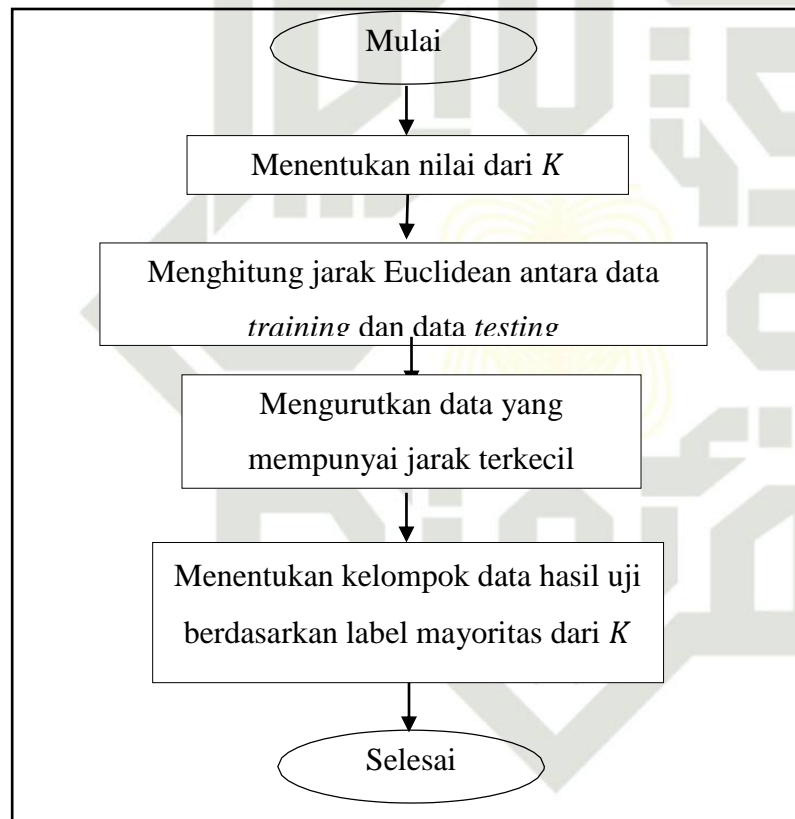 Mulai
Menentukan nilai dari K
Menghitung jarak Euclidean antara data
training dan data testing
Mengurutkan data yang
mempunyai jarak terkecil
Menentukan kelompok data hasil uji
berdasarkan label mayoritas dari K
Selesai